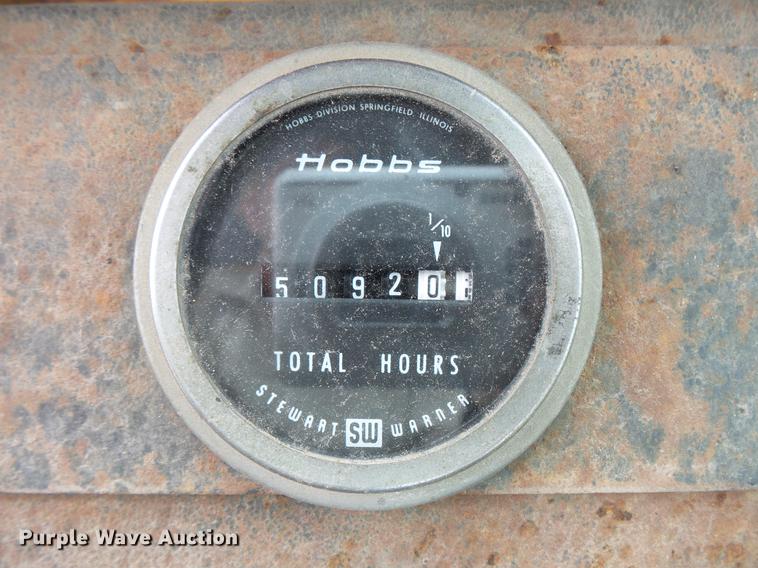 HOBBS DIVISION SPRINGFIELD ILLINOIS
Hobbs
1/10
5 0 9 2 0
TOTAL HOURS
STEWART SW WARNER
Purple Wave Auction